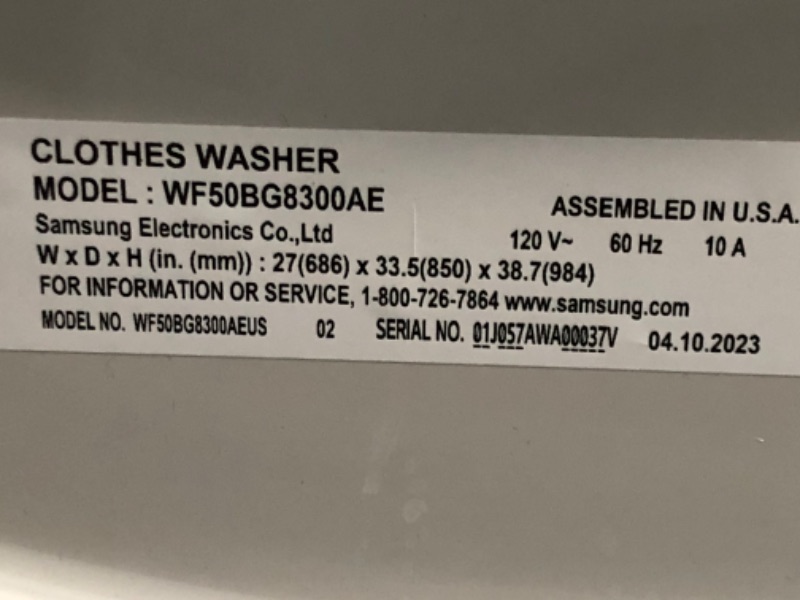 CLOTHES WASHER
MODEL : WF50BG8300AE
ASSEMBLED IN U.S.A.
Samsung Electronics Co.,Ltd
120 V~ 60 Hz 10 A
W x D x H (in. (mm)) : 27(686) x 33.5(850) x 38.7(984)
FOR INFORMATION OR SERVICE, 1-800-726-7864 www.samsung.com
MODEL NO. WF50BG8300AEUS 02 SERIAL NO. 01J057AWA00037V 04.10.2023